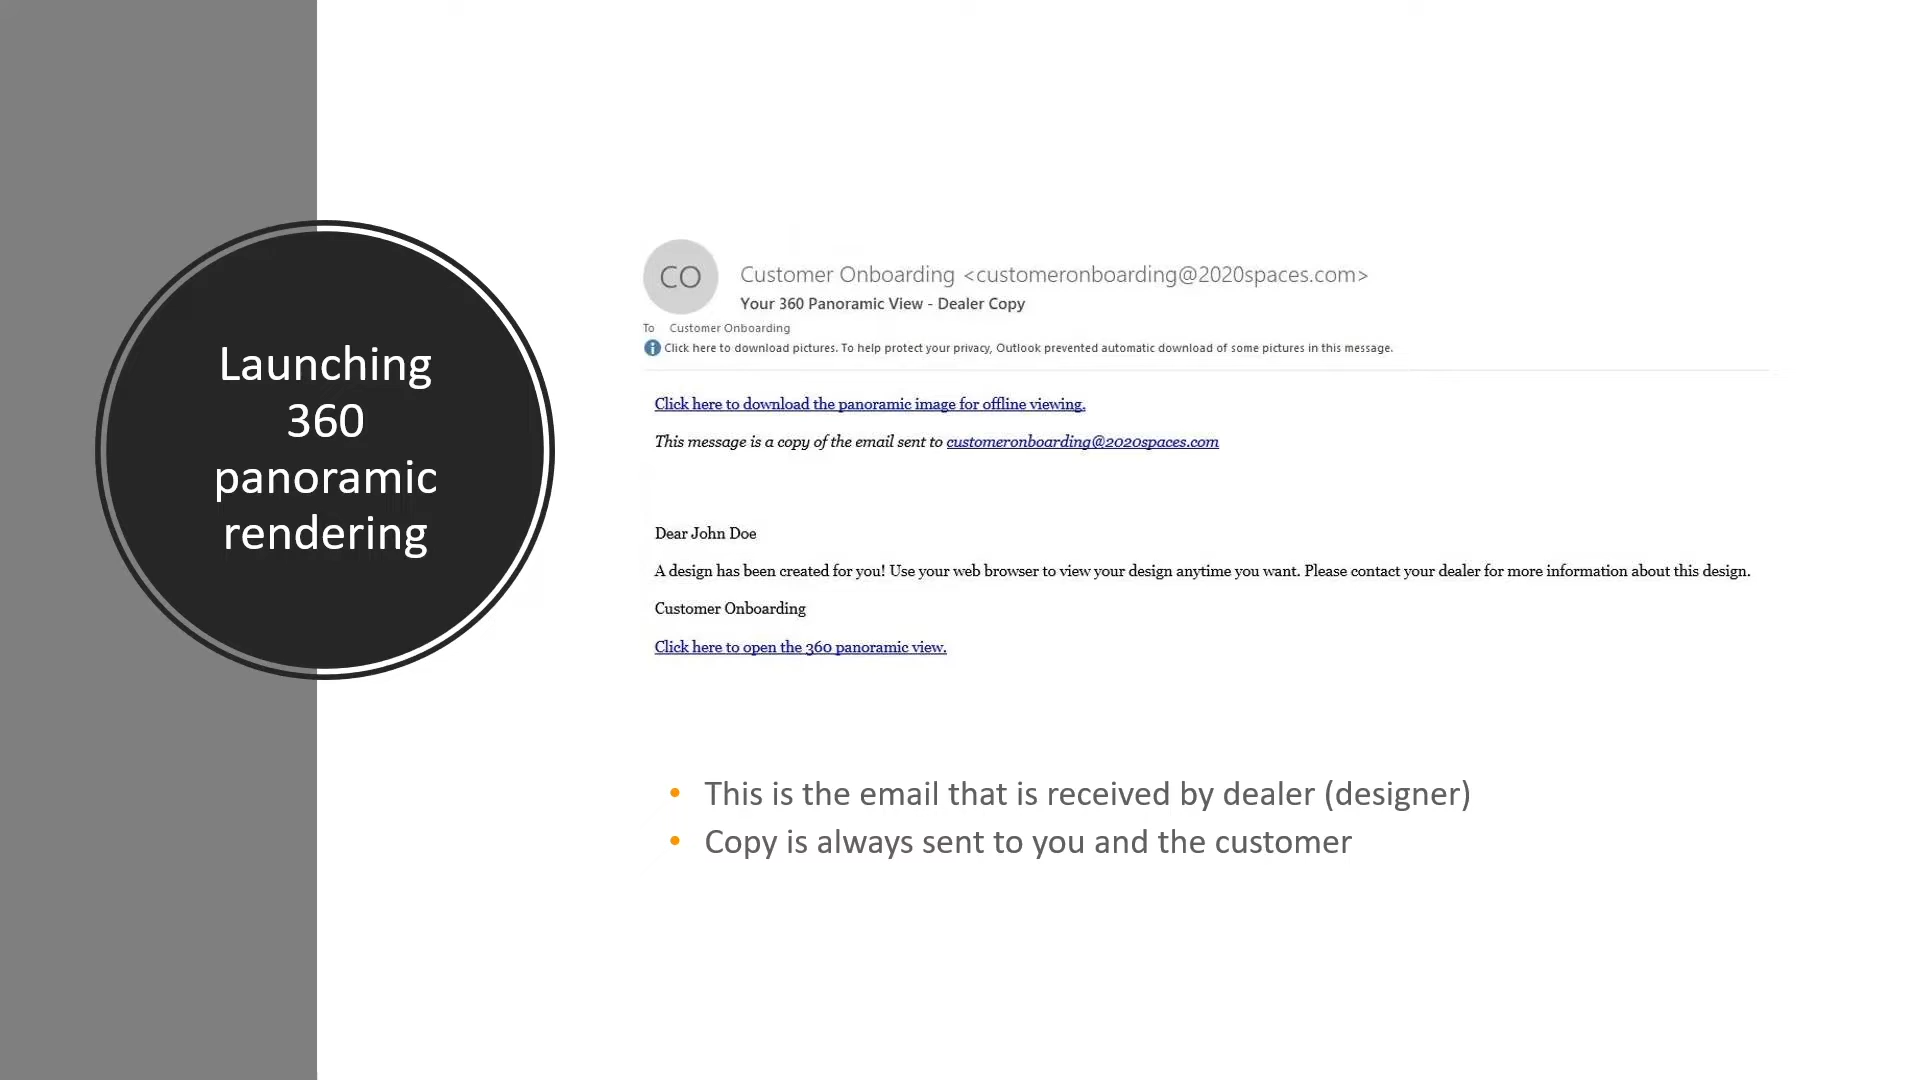 Launching
360
panoramic
rendering
CO
Customer Onboarding <customeronboarding@2020spaces.com>
Your 360 Panoramic View - Dealer Copy
To Customer Onboarding
Click here to download pictures. To help protect your privacy, Outlook prevented automatic download of some pictures in this message.
Click here to download the panoramic image for offline viewing.
This message is a copy of the email sent to customeronboarding@2020spaces.com
Dear John Doe
A design has been created for you! Use your web browser to view your design anytime you want. Please contact your dealer for more information about this design.
Customer Onboarding
Click here to open the 360 panoramic view.
• This is the email that is received by dealer (designer)
• Copy is always sent to you and the customer